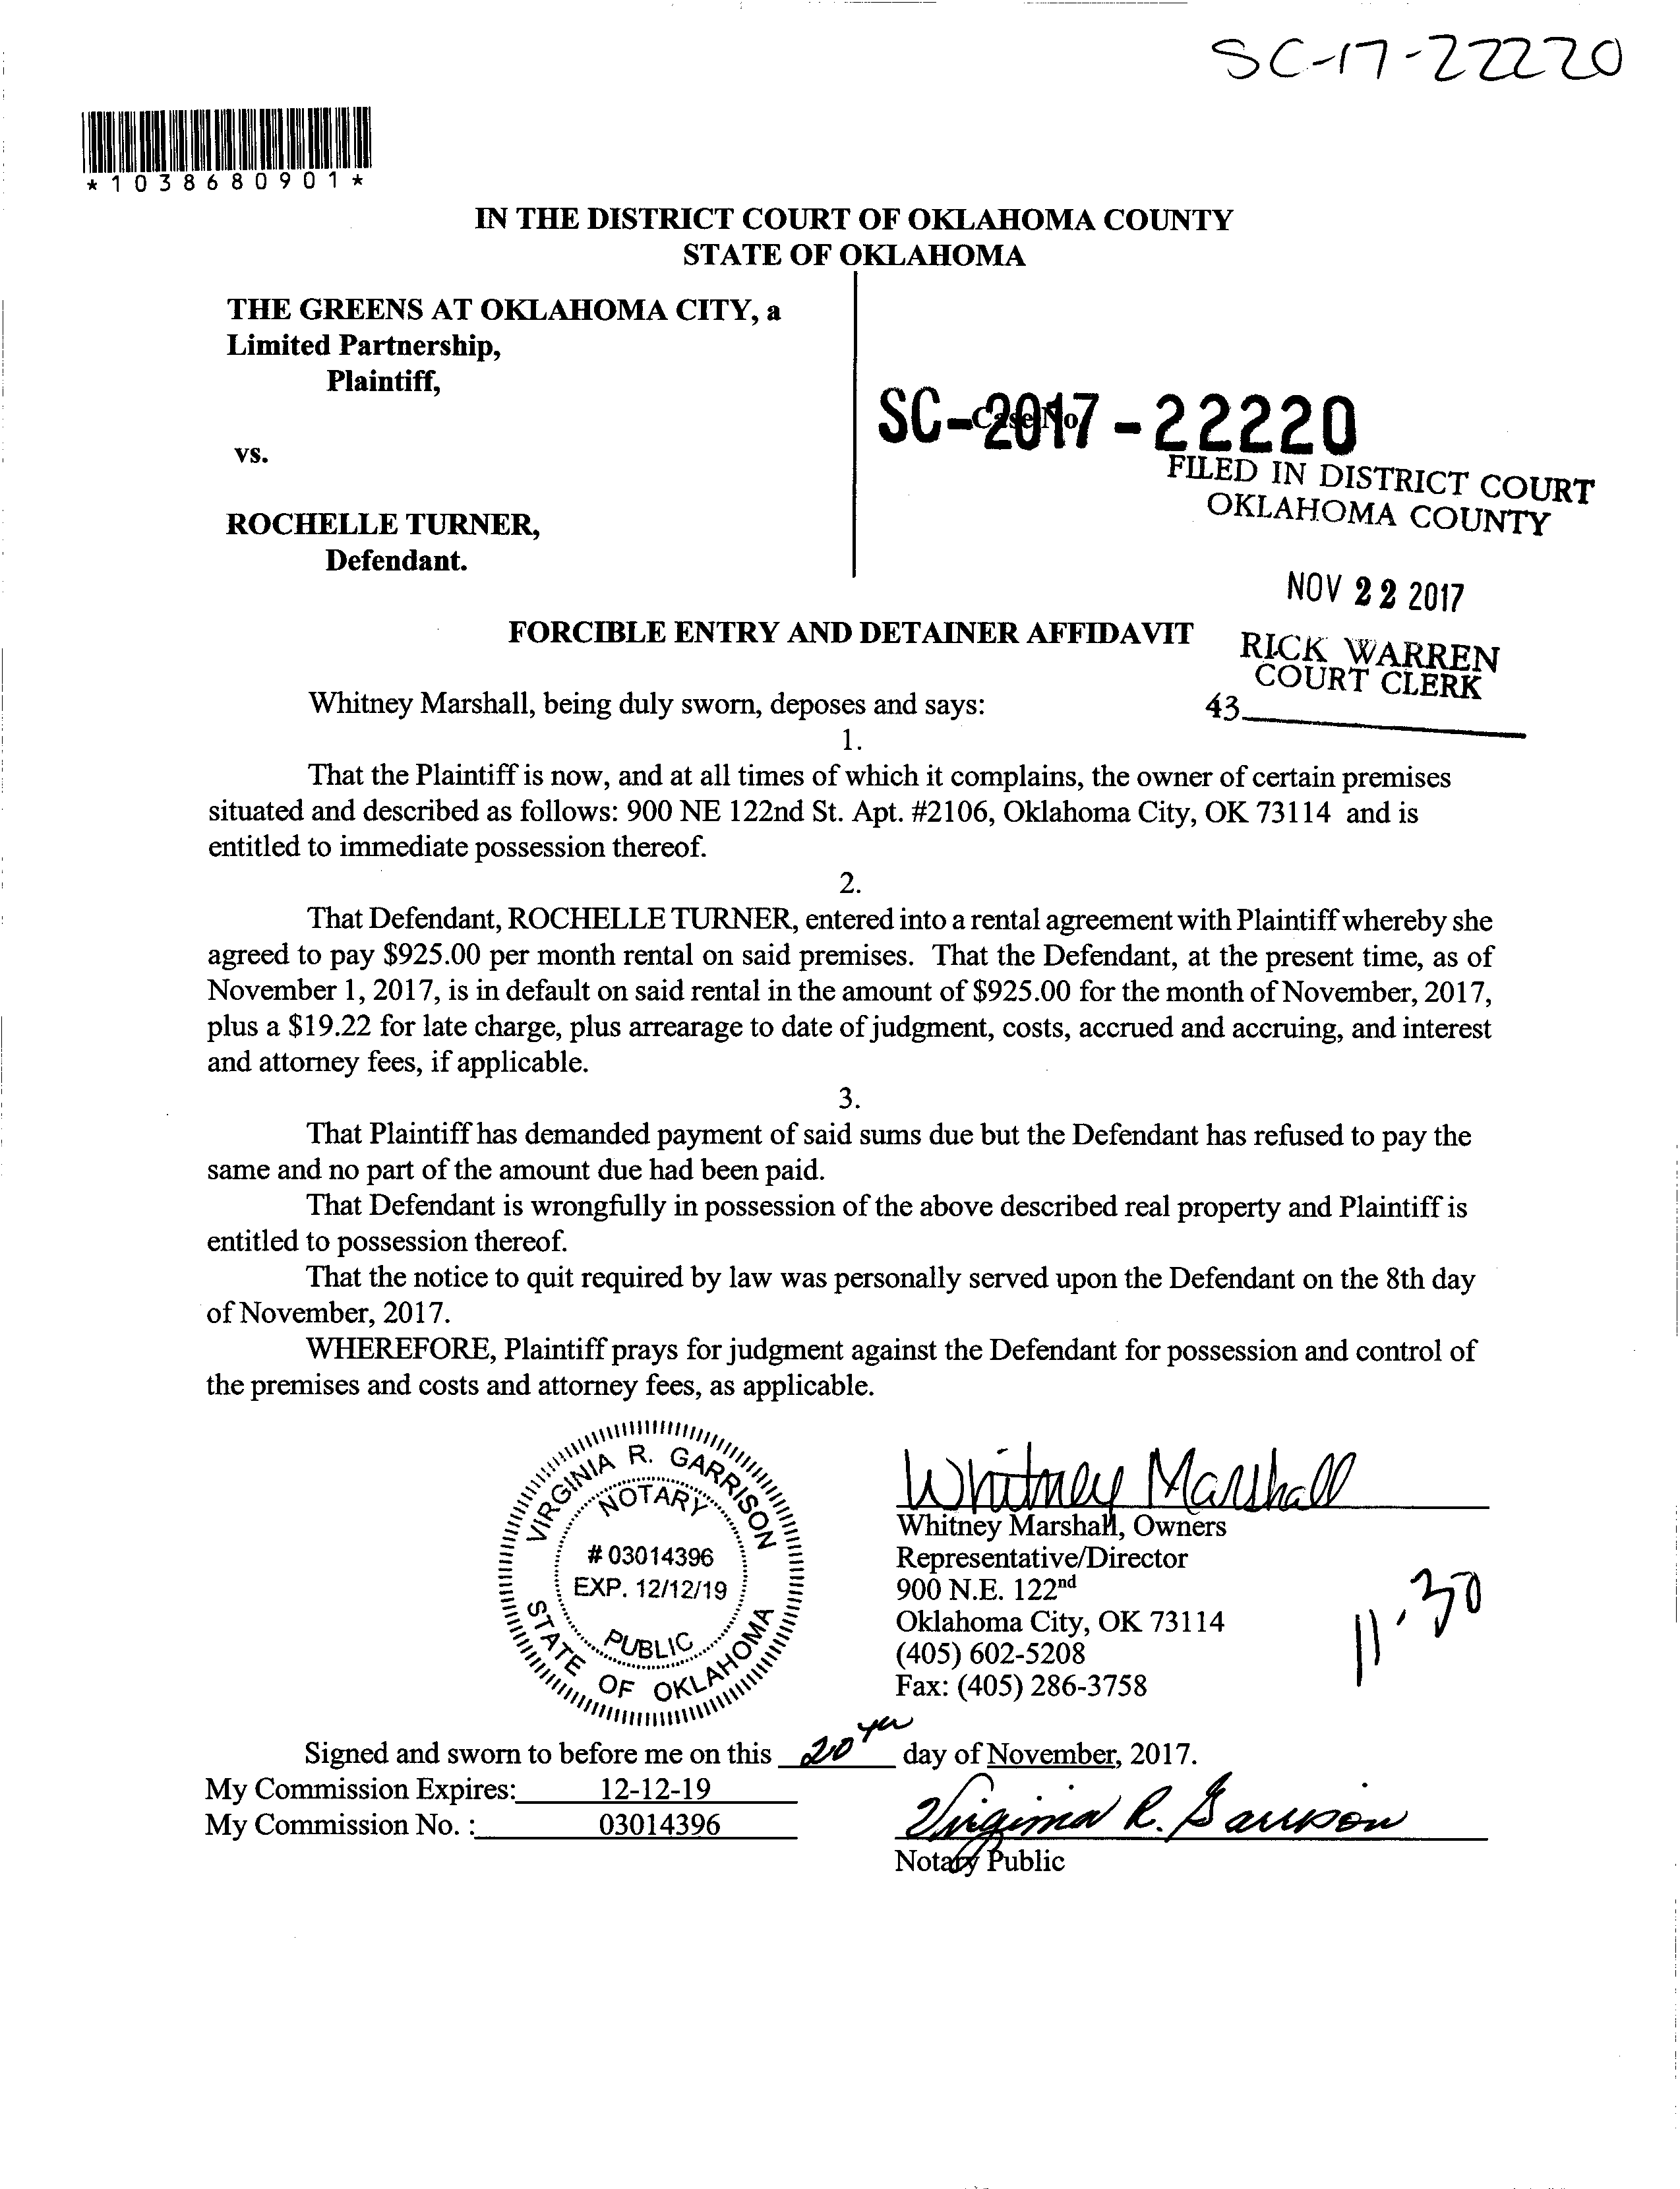 SC-17-22220
*1038680901*
IN THE DISTRICT COURT OF OKLAHOMA COUNTY
STATE OF OKLAHOMA
THE GREENS AT OKLAHOMA CITY, a
Limited Partnership,
Plaintiff,
Case No.
SC-2017-22220
vs.
FILED IN DISTRICT COURT
OKLAHOMA COUNTY
ROCHELLE TURNER,
Defendant.
NOV 22 2017
FORCIBLE ENTRY AND DETAINER AFFIDAVIT
RICK WARREN
COURT CLERK
43
Whitney Marshall, being duly sworn, deposes and says:
1.
That the Plaintiff is now, and at all times of which it complains, the owner of certain premises
situated and described as follows: 900 NE 122nd St. Apt. #2106, Oklahoma City, OK 73114 and is
entitled to immediate possession thereof.
2.
That Defendant, ROCHELLE TURNER, entered into a rental agreement with Plaintiff whereby she
agreed to pay $925.00 per month rental on said premises. That the Defendant, at the present time, as of
November 1, 2017, is in default on said rental in the amount of $925.00 for the month of November, 2017,
plus a $19.22 for late charge, plus arrearage to date of judgment, costs, accrued and accruing, and interest
and attorney fees, if applicable.
3.
That Plaintiff has demanded payment of said sums due but the Defendant has refused to pay the
same and no part of the amount due had been paid.
That Defendant is wrongfully in possession of the above described real property and Plaintiff is
entitled to possession thereof.
That the notice to quit required by law was personally served upon the Defendant on the 8th day
of November, 2017.
WHEREFORE, Plaintiff prays for judgment against the Defendant for possession and control of
the premises and costs and attorney fees, as applicable.
VIRGINIA R. GARRISON
NOTARY
# 03014396
EXP. 12/12/19
PUBLIC
STATE OF OKLAHOMA
Whitney Marshall
Whitney Marshall, Owners
Representative/Director
900 N.E. 122nd
Oklahoma City, OK 73114
(405) 602-5208
Fax: (405) 286-3758
11.30
Signed and sworn to before me on this 20 day of November, 2017.
My Commission Expires: 12-12-19
My Commission No. : 03014396
Virginia R. Garrison
Notary Public